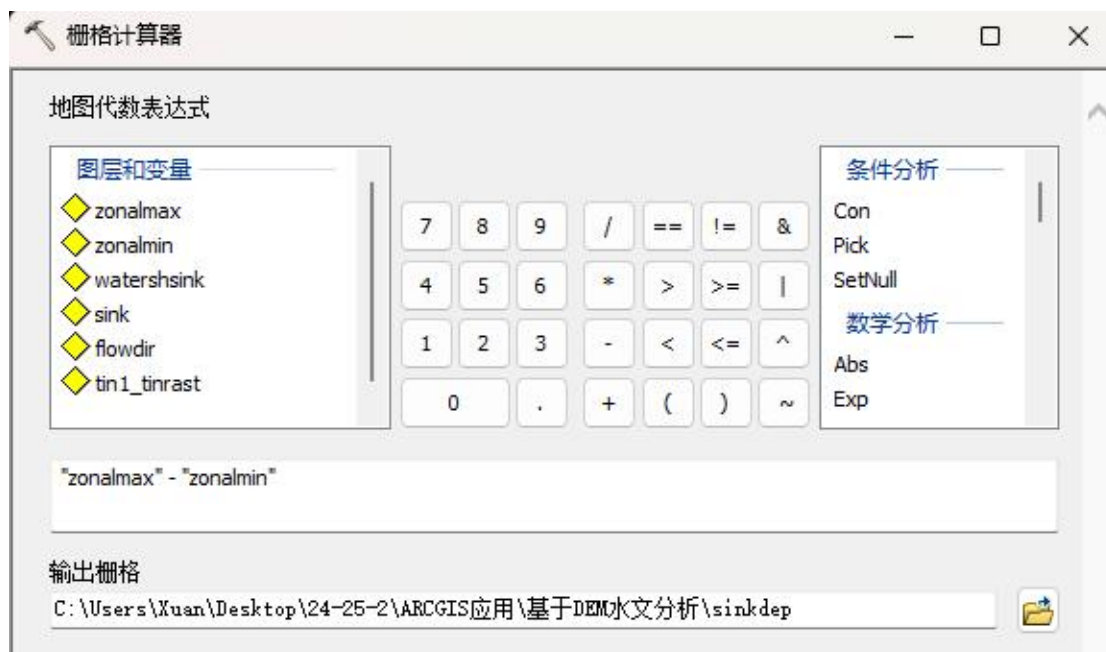 栅格计算器
地图代数表达式
图层和变量
zonalmax
zonalmin
watershsink
sink
flowdir
tin1_tinrast
7 8 9 / == != &
4 5 6 * > >= |
1 2 3 - < <= ^
0 . + ( ) ~
条件分析
Con
Pick
SetNull
数学分析
Abs
Exp
"zonalmax" - "zonalmin"
输出栅格
C:\Users\Xuan\Desktop\24-25-2\ARCGIS应用\基于DEM水文分析\sinkdep